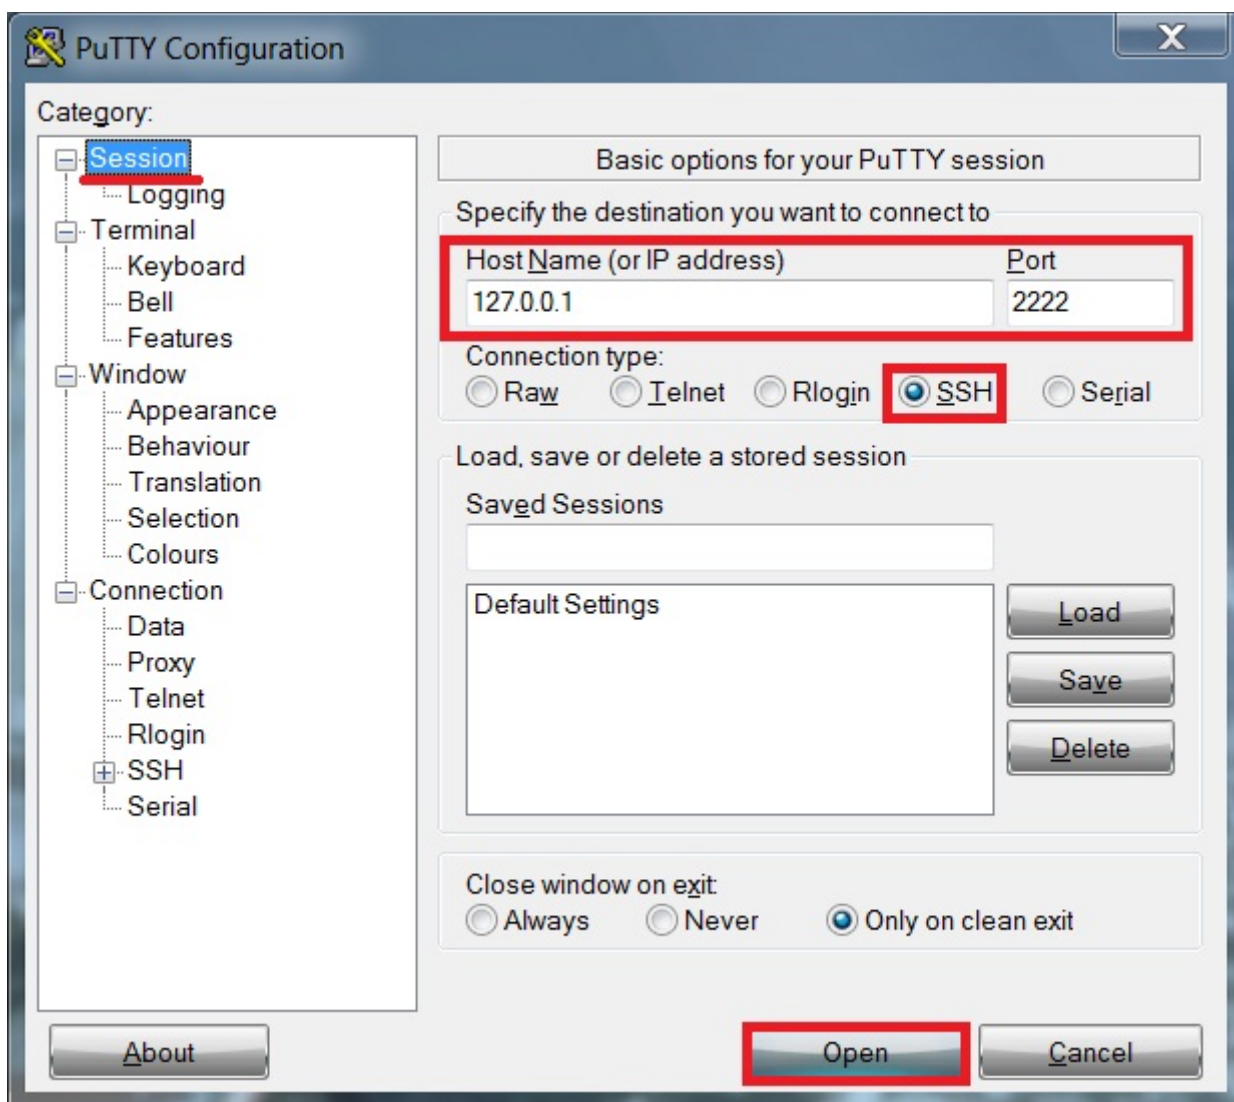 PuTTY Configuration
X
Category:
Session
Logging
Terminal
Keyboard
Bell
Features
Window
Appearance
Behaviour
Translation
Selection
Colours
Connection
Data
Proxy
Telnet
Rlogin
SSH
Serial
Basic options for your PuTTY session
Specify the destination you want to connect to
Host Name (or IP address) Port
127.0.0.1 2222
Connection type:
Raw Telnet Rlogin SSH Serial
Load, save or delete a stored session
Saved Sessions
Default Settings
Load
Save
Delete
Close window on exit:
Always Never Only on clean exit
About Open Cancel